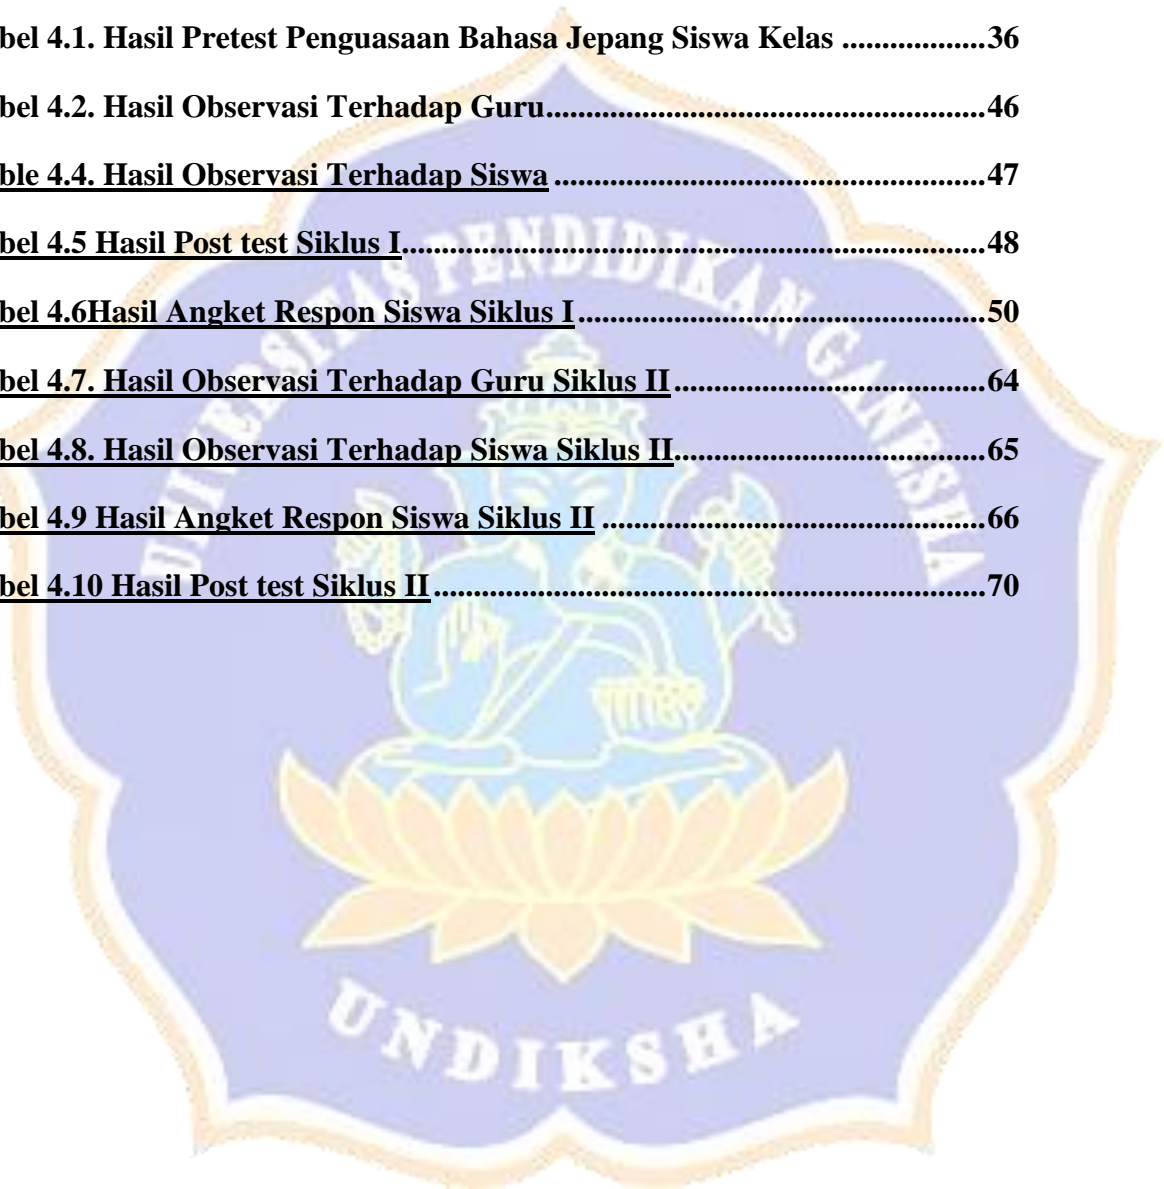 bel 4.1. Hasil Pretest Penguasaan Bahasa Jepang Siswa Kelas ..................36
bel 4.2. Hasil Observasi Terhadap Guru.......................................................46
ble 4.4. Hasil Observasi Terhadap Siswa ......................................................47
bel 4.5 Hasil Post test Siklus I.........................................................................48
bel 4.6Hasil Angket Respon Siswa Siklus I...................................................50
bel 4.7. Hasil Observasi Terhadap Guru Siklus II.......................................64
bel 4.8. Hasil Observasi Terhadap Siswa Siklus II.......................................65
bel 4.9 Hasil Angket Respon Siswa Siklus II ................................................66
bel 4.10 Hasil Post test Siklus II.....................................................................70
UNIVERSITAS PENDIDIKAN GANESHA
UNDIKSHA